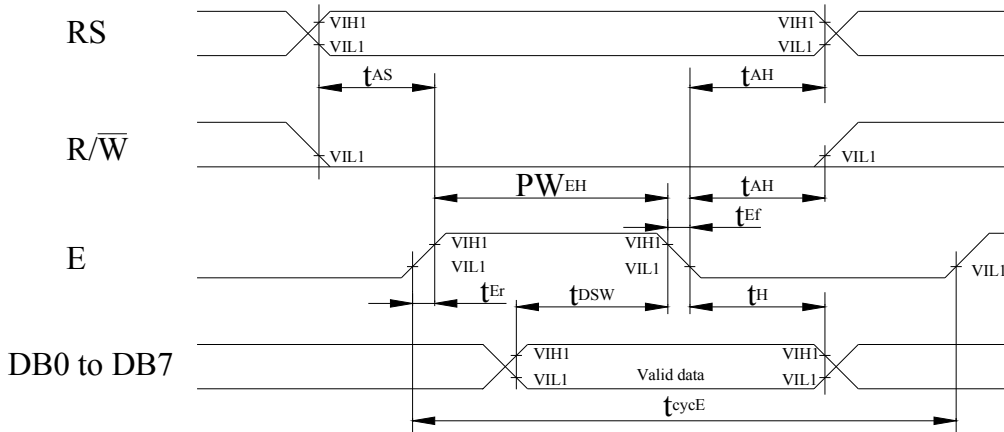 RS
VIH1
VIL1
VIH1
VIL1
tAS
tAH
R/W̅
VIL1
VIL1
PWEH
tAH
tEf
E
VIH1
VIL1
VIH1
VIL1
VIL1
tEr
tDSW
tH
DB0 to DB7
VIH1
VIL1
Valid data
VIH1
VIL1
tcycE